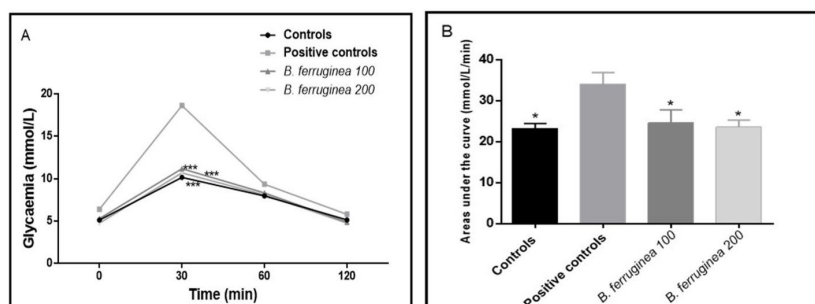 A
Controls
Positive controls
B. ferruginea 100
B. ferruginea 200
Glycaemia (mmol/L)
20
15
10
5
0
***
***
***
0
30
60
120
Time (min)
B
Areas under the curve (mmol/L/min)
40
30
20
10
0
*
*
*
Controls
Positive controls
B. ferruginea 100
B. ferruginea 200